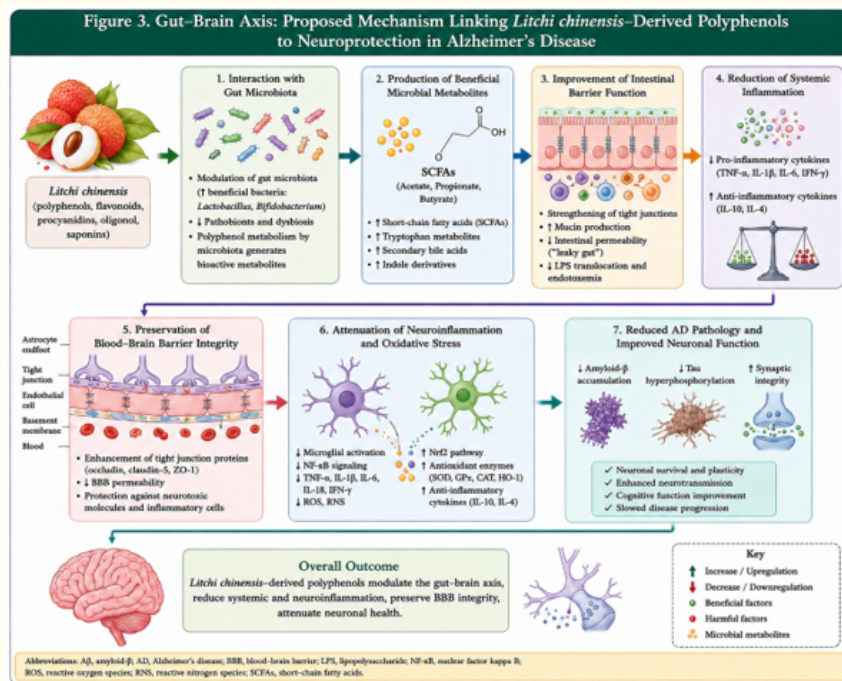 Figure 3. Gut–Brain Axis: Proposed Mechanism Linking Litchi chinensis–Derived Polyphenols
to Neuroprotection in Alzheimer's Disease
Litchi chinensis
(polyphenols, flavonoids,
procyanidins, oligonol,
saponins)
1. Interaction with
Gut Microbiota
• Modulation of gut microbiota
(↑ beneficial bacteria:
Lactobacillus, Bifidobacterium)
• ↓ Pathobionts and dysbiosis
• Polyphenol metabolism by
microbiota generates
bioactive metabolites
2. Production of Beneficial
Microbial Metabolites
OH
O
O
SCFAs
(Acetate, Propionate,
Butyrate)
• ↑ Short-chain fatty acids (SCFAs)
• ↑ Tryptophan metabolites
• ↑ Secondary bile acids
• ↑ Indole derivatives
3. Improvement of Intestinal
Barrier Function
• Strengthening of tight junctions
• ↑ Mucin production
• ↓ Intestinal permeability
("leaky gut")
• ↓ LPS translocation and
endotoxemia
4. Reduction of Systemic
Inflammation
↓ Pro-inflammatory cytokines
(TNF-α, IL-1β, IL-6, IFN-γ)
↑ Anti-inflammatory cytokines
(IL-10, IL-4)
5. Preservation of
Blood–Brain Barrier Integrity
Astrocyte
endfoot
Tight
junction
Endothelial
cell
Basement
membrane
Blood
• Enhancement of tight junction proteins
(occludin, claudin-5, ZO-1)
• ↓ BBB permeability
• Protection against neurotoxic
molecules and inflammatory cells
6. Attenuation of Neuroinflammation
and Oxidative Stress
↓ Microglial activation
↓ NF-κB signaling
↓ TNF-α, IL-1β, IL-6,
IL-18, IFN-γ
↓ ROS, RNS
↑ Nrf2 pathway
↑ Antioxidant enzymes
(SOD, GPx, CAT, HO-1)
↑ Anti-inflammatory
cytokines (IL-10, IL-4)
7. Reduced AD Pathology and
Improved Neuronal Function
↓ Amyloid-β
accumulation
↓ Tau
hyperphosphorylation
↑ Synaptic
integrity
✓ Neuronal survival and plasticity
✓ Enhanced neurotransmission
✓ Cognitive function improvement
✓ Slowed disease progression
Overall Outcome
Litchi chinensis–derived polyphenols modulate the gut–brain axis,
reduce systemic and neuroinflammation, preserve BBB integrity,
attenuate neuronal health.
Key
↑ Increase / Upregulation
↓ Decrease / Downregulation
Beneficial factors
Harmful factors
Microbial metabolites
Abbreviations: Aβ, amyloid-β; AD, Alzheimer's disease; BBB, blood–brain barrier; LPS, lipopolysaccharide; NF-κB, nuclear factor kappa B;
ROS, reactive oxygen species; RNS, reactive nitrogen species; SCFAs, short-chain fatty acids.